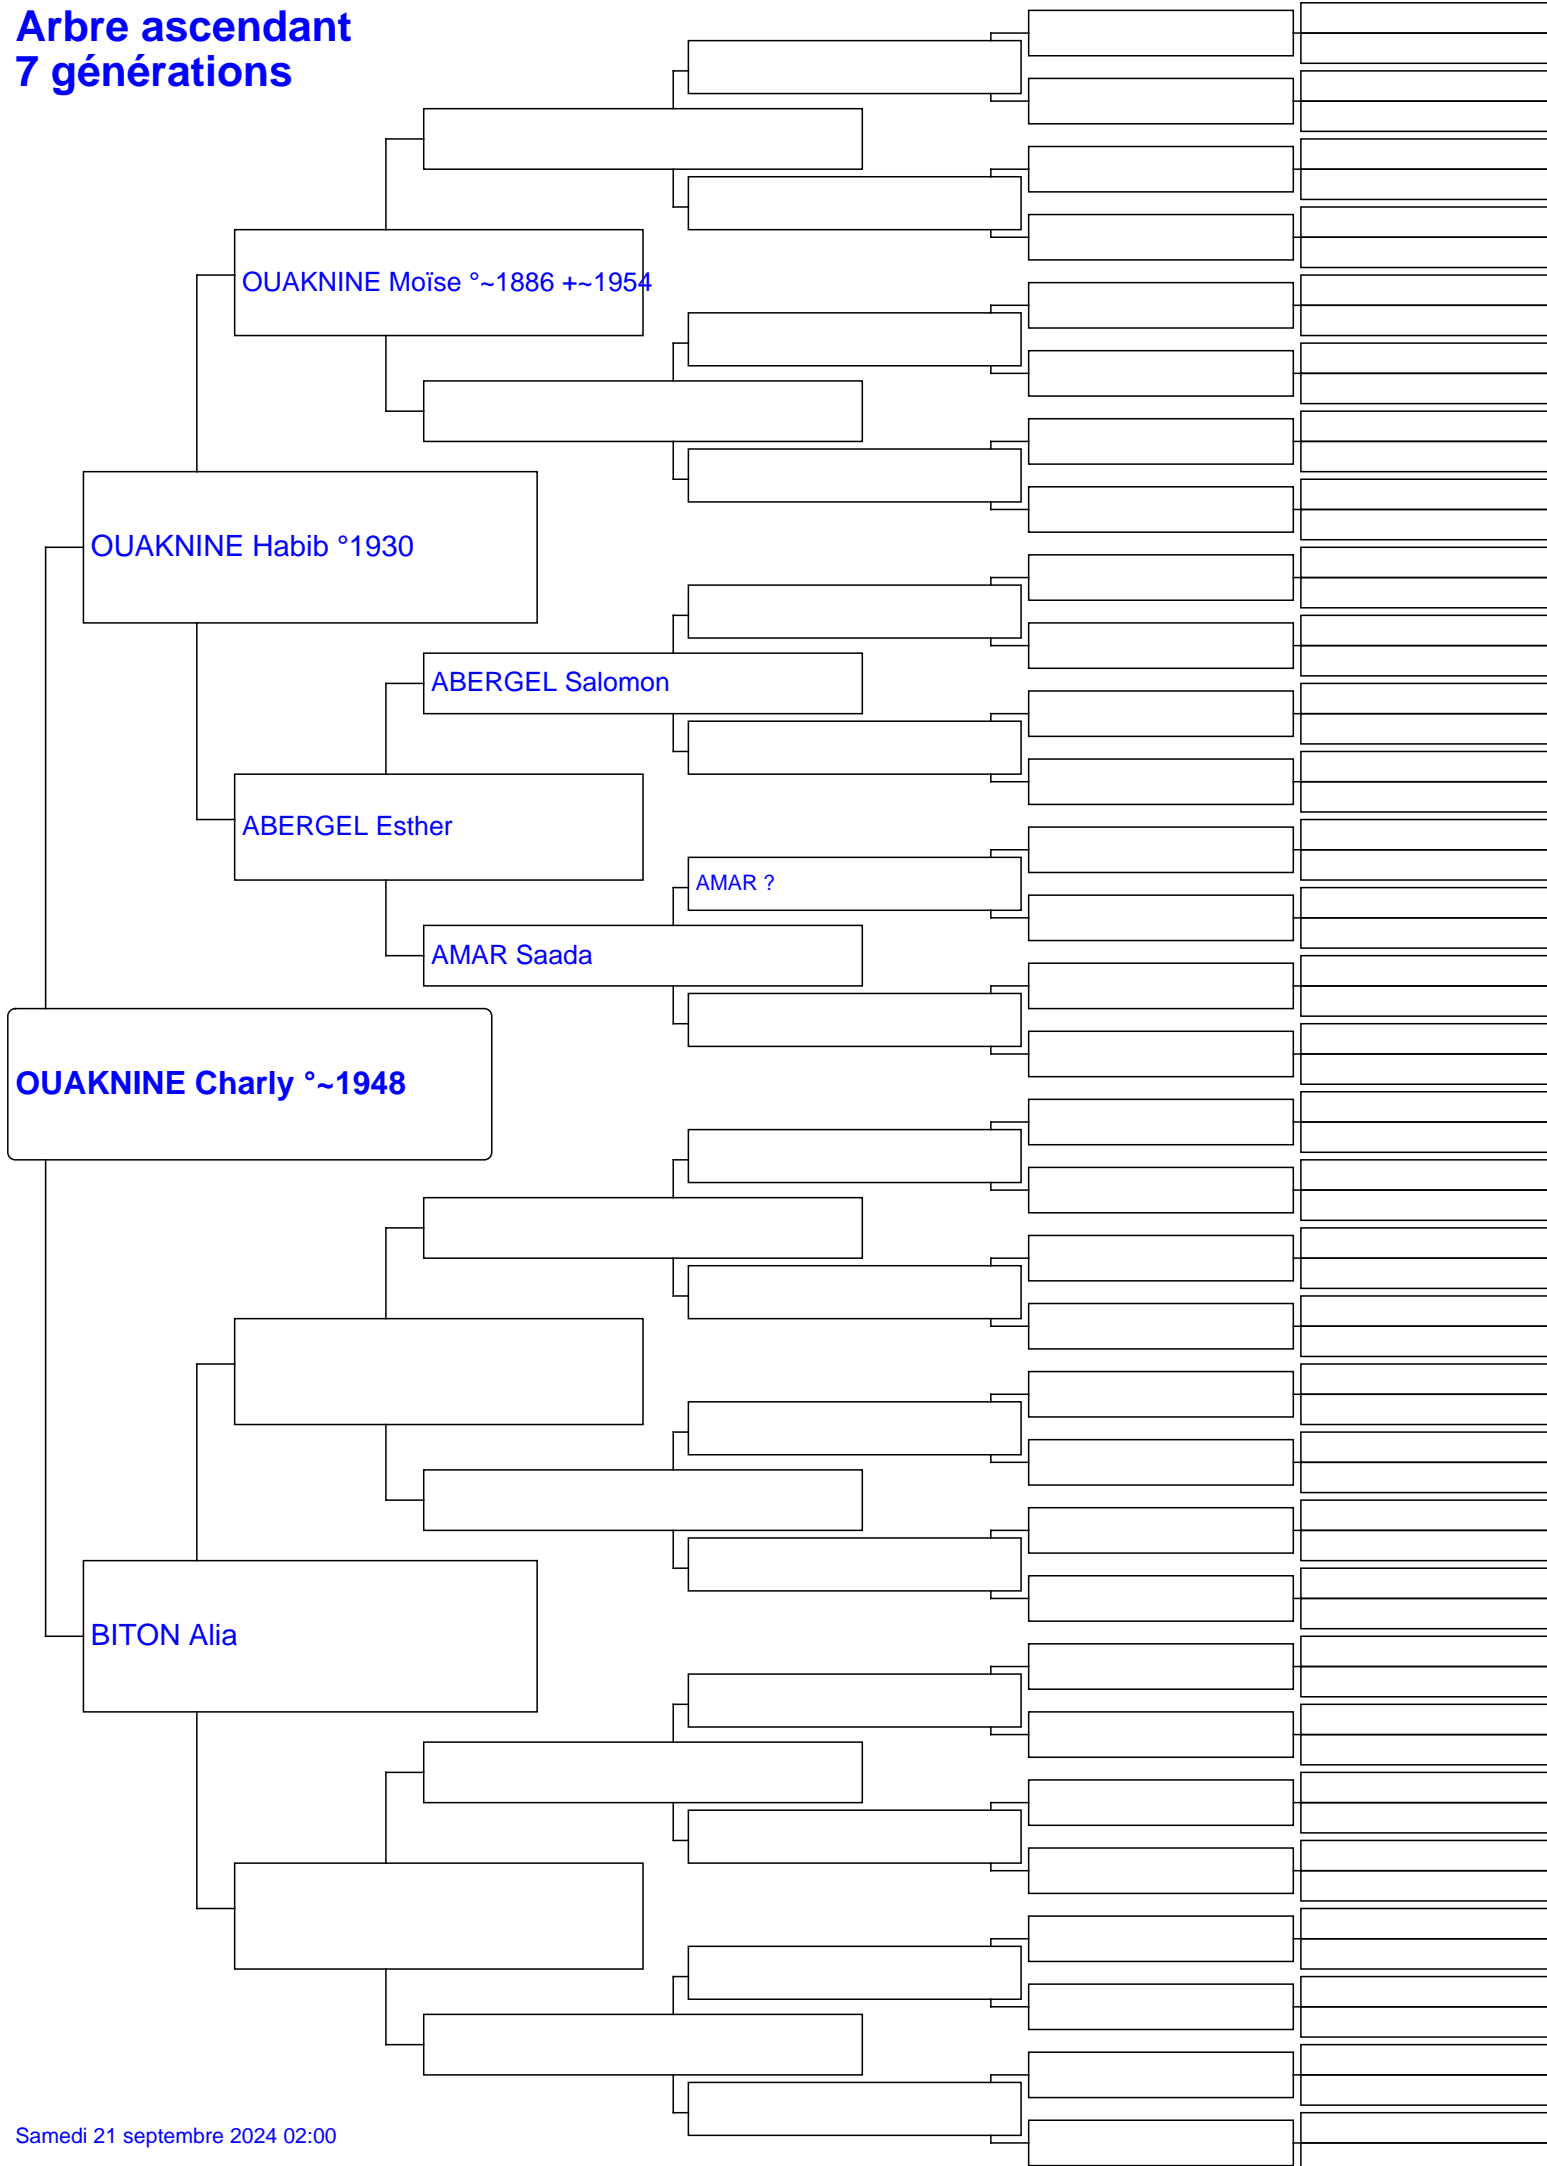 Arbre ascendant
7 générations
OUAKNINE Moïse °~1886 +~1954
OUAKNINE Habib °1930
ABERGEL Salomon
ABERGEL Esther
AMAR ?
AMAR Saada
OUAKNINE Charly °~1948
BITON Alia
Samedi 21 septembre 2024 02:00